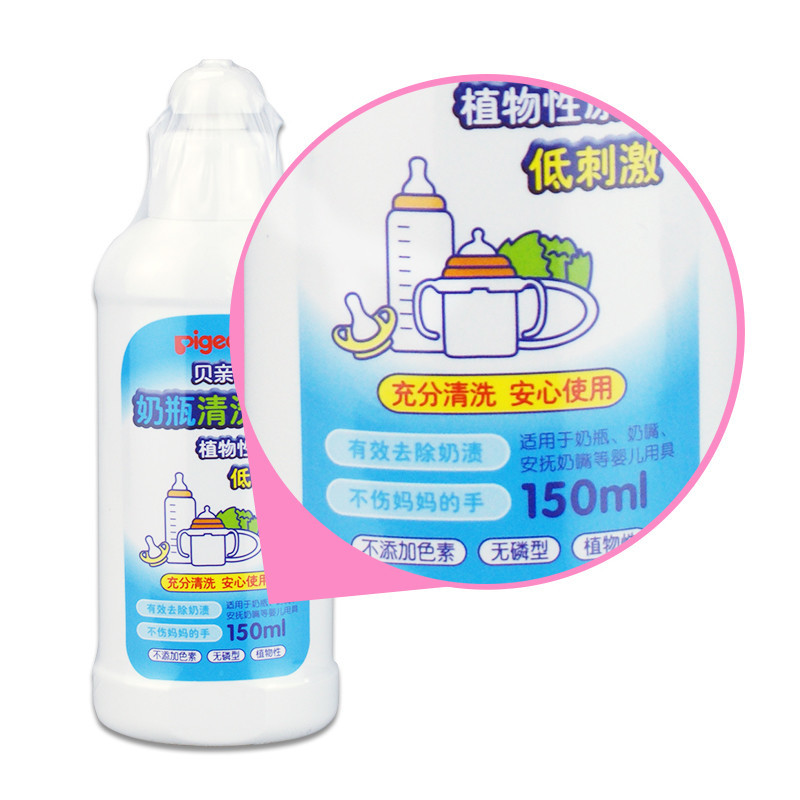 Pigeo
贝亲
奶瓶清洗
植物性
低
充分清洗 安心使用
有效去除奶渍
不伤妈妈的手
适用于奶瓶、奶嘴、
安抚奶嘴等婴儿用具
150ml
不添加色素
无磷型
植物性
植物性
低刺激
充分清洗 安心使用
有效去除奶渍
不伤妈妈的手
适用于奶瓶、奶嘴、
安抚奶嘴等婴儿用具
150ml
不添加色素
无磷型
植物性